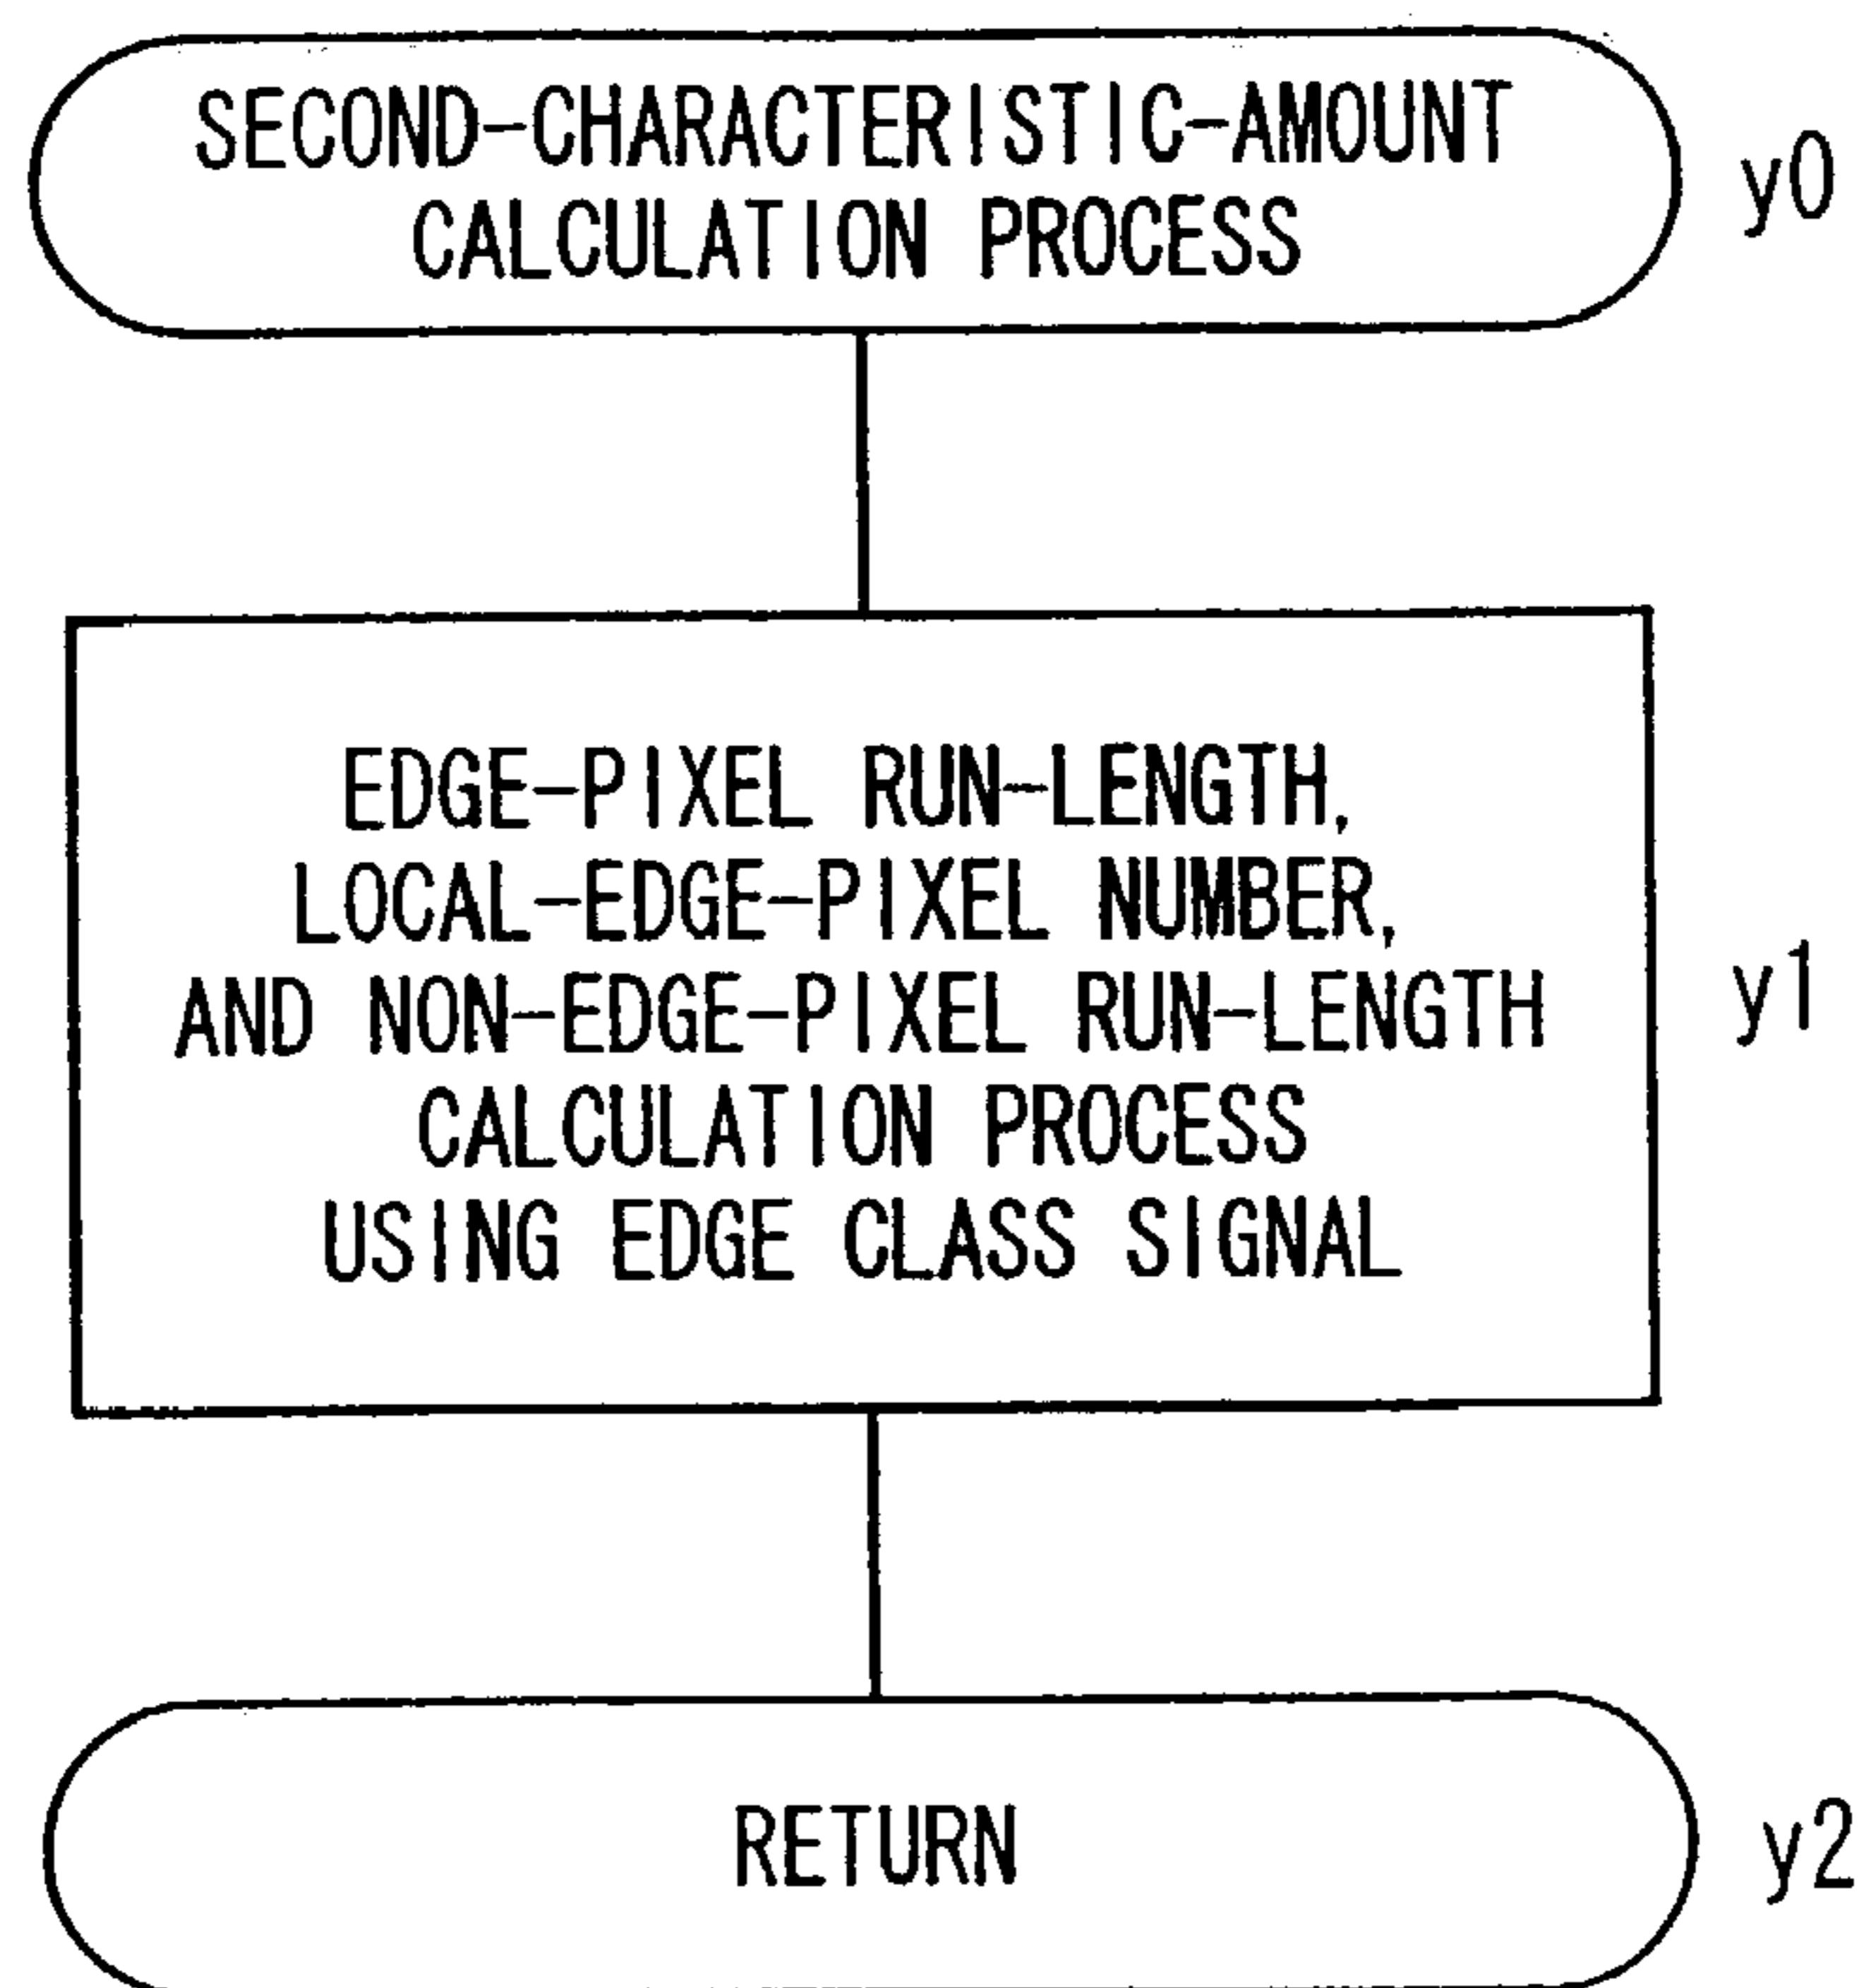 SECOND-CHARACTERISTIC-AMOUNT
CALCULATION PROCESS
y0
EDGE-PIXEL RUN-LENGTH,
LOCAL-EDGE-PIXEL NUMBER,
AND NON-EDGE-PIXEL RUN-LENGTH
CALCULATION PROCESS
USING EDGE CLASS SIGNAL
y1
RETURN
y2